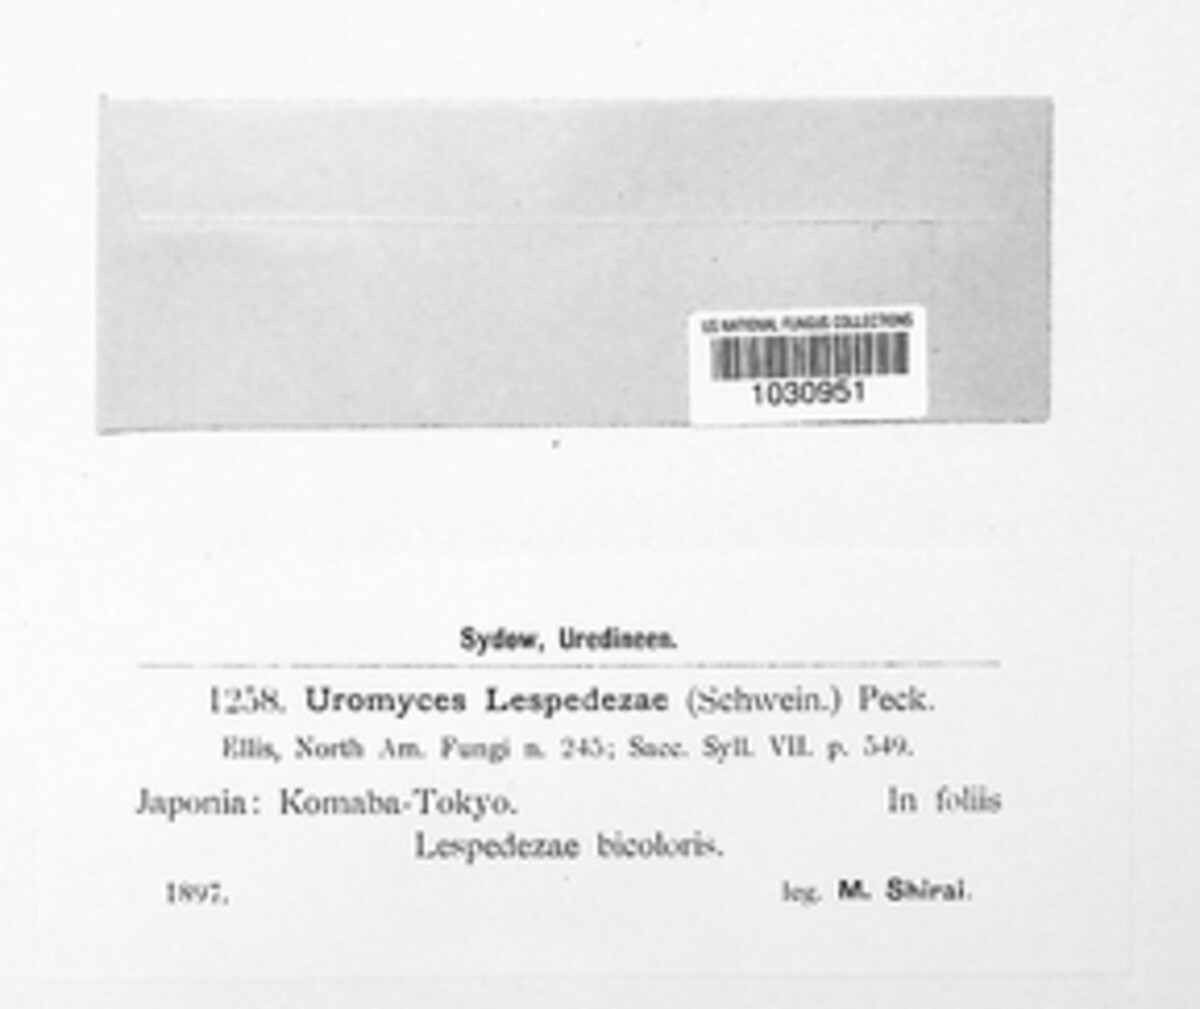 US NATIONAL FUNGUS COLLECTIONS
1030951
Sydow, Uredineen.
1258. Uromyces Lespedezae (Schwein.) Peck.
Ellis, North Am. Fungi n. 245; Sacc. Syll. VII. p. 549.
Japonia: Komaba-Tokyo. In foliis
Lespedezae bicoloris.
1897. leg. M. Shirai.